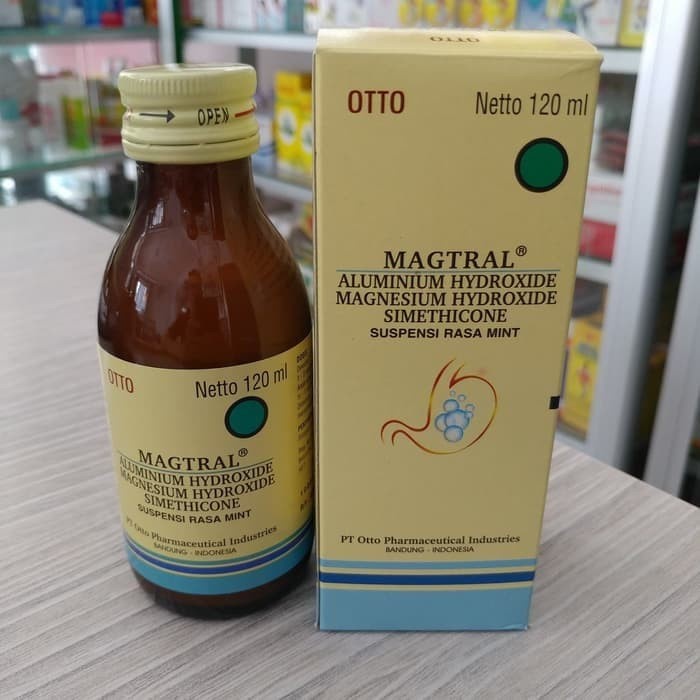 OTTO
OPEN
OTTO
Netto 120 ml
MAGTRAL®
ALUMINIUM HYDROXIDE
MAGNESIUM HYDROXIDE
SIMETHICONE
SUSPENSI RASA MINT
PT Otto Pharmaceutical Industries
BANDUNG - INDONESIA
OTTO
Netto 120 ml
MAGTRAL®
ALUMINIUM HYDROXIDE
MAGNESIUM HYDROXIDE
SIMETHICONE
SUSPENSI RASA MINT
PT Otto Pharmaceutical Industries
BANDUNG - INDONESIA